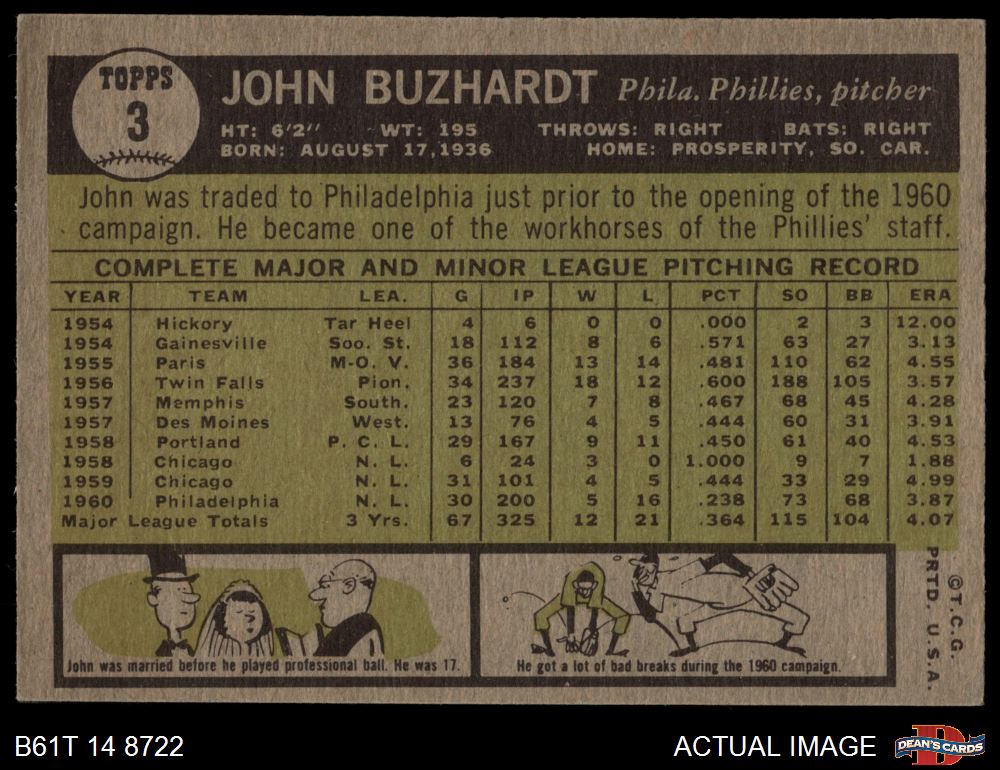 TOPPS
3
JOHN BUZHARDT Phila. Phillies, pitcher
HT: 6'2" WT: 195 THROWS: RIGHT BATS: RIGHT
BORN: AUGUST 17, 1936 HOME: PROSPERITY, SO. CAR.
John was traded to Philadelphia just prior to the opening of the 1960
campaign. He became one of the workhorses of the Phillies' staff.
COMPLETE MAJOR AND MINOR LEAGUE PITCHING RECORD
YEAR TEAM LEA. G IP W L PCT SO BB ERA
1954 Hickory Tar Heel 4 6 0 0 .000 2 3 12.00
1954 Gainesville Soo. St. 18 112 8 6 .571 63 27 3.13
1955 Paris M-O. V. 36 184 13 14 .481 110 62 4.55
1956 Twin Falls Pion. 34 237 18 12 .600 188 105 3.57
1957 Memphis South. 23 120 7 8 .467 68 45 4.28
1957 Des Moines West. 13 76 4 5 .444 60 31 3.91
1958 Portland P. C. L. 29 167 9 11 .450 61 40 4.53
1958 Chicago N. L. 6 24 3 0 1.000 9 7 1.88
1959 Chicago N. L. 31 101 4 5 .444 33 29 4.99
1960 Philadelphia N. L. 30 200 5 16 .238 73 68 3.87
Major League Totals 3 Yrs. 67 325 12 21 .364 115 104 4.07
John was married before he played professional ball. He was 17.
He got a lot of bad breaks during the 1960 campaign.
©T.C.G.
PRTD. U.S.A.
B61T 14 8722
ACTUAL IMAGE
D
DEAN'S CARDS